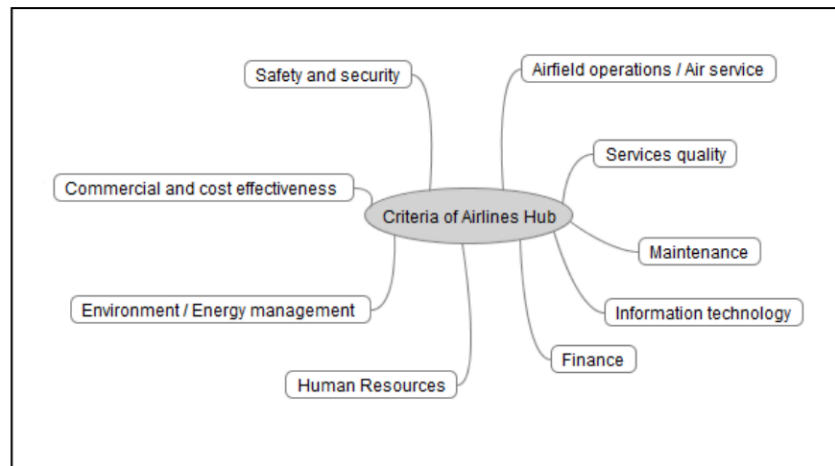 Safety and security
Airfield operations / Air service
Services quality
Commercial and cost effectiveness
Criteria of Airlines Hub
Maintenance
Environment / Energy management
Information technology
Finance
Human Resources